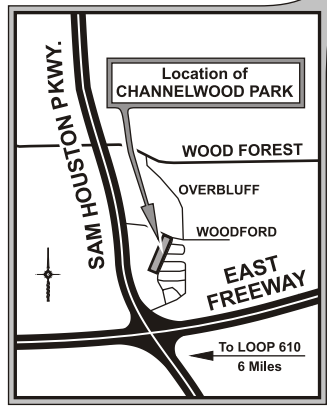 Location of
CHANNELWOOD PARK
SAM HOUSTON PKWY.
WOOD FOREST
OVERBLUFF
WOODFORD
EAST
FREEWAY
To LOOP 610
6 Miles